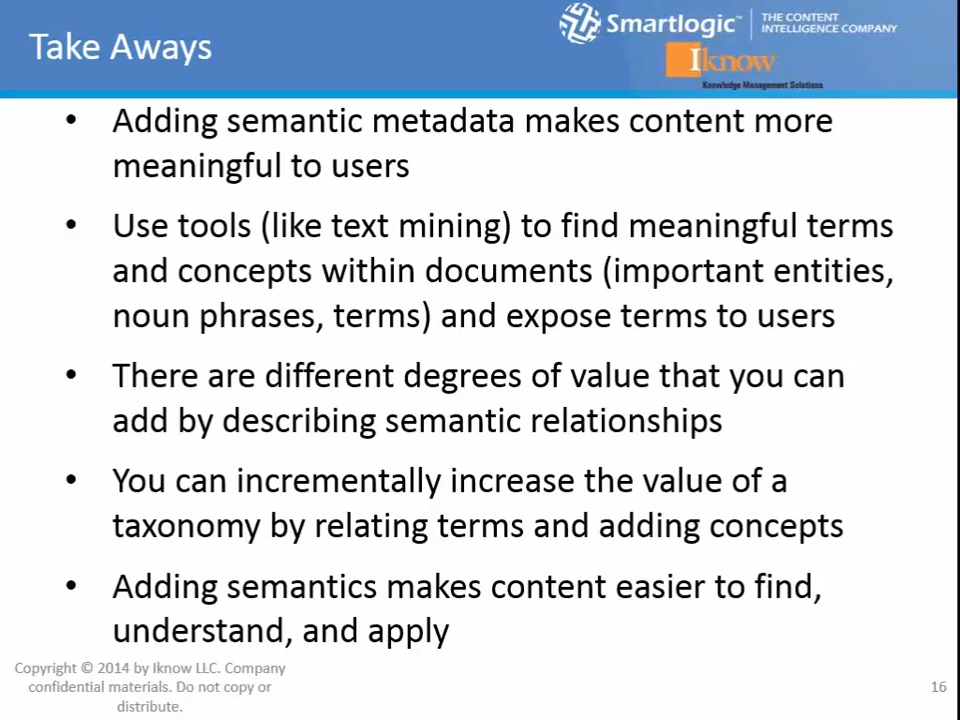 Take Aways
Smartlogic™
THE CONTENT
INTELLIGENCE COMPANY
Iknow
Knowledge Management Solutions
• Adding semantic metadata makes content more
meaningful to users
• Use tools (like text mining) to find meaningful terms
and concepts within documents (important entities,
noun phrases, terms) and expose terms to users
• There are different degrees of value that you can
add by describing semantic relationships
• You can incrementally increase the value of a
taxonomy by relating terms and adding concepts
• Adding semantics makes content easier to find,
understand, and apply
Copyright © 2014 by Iknow LLC. Company
confidential materials. Do not copy or
distribute.
16